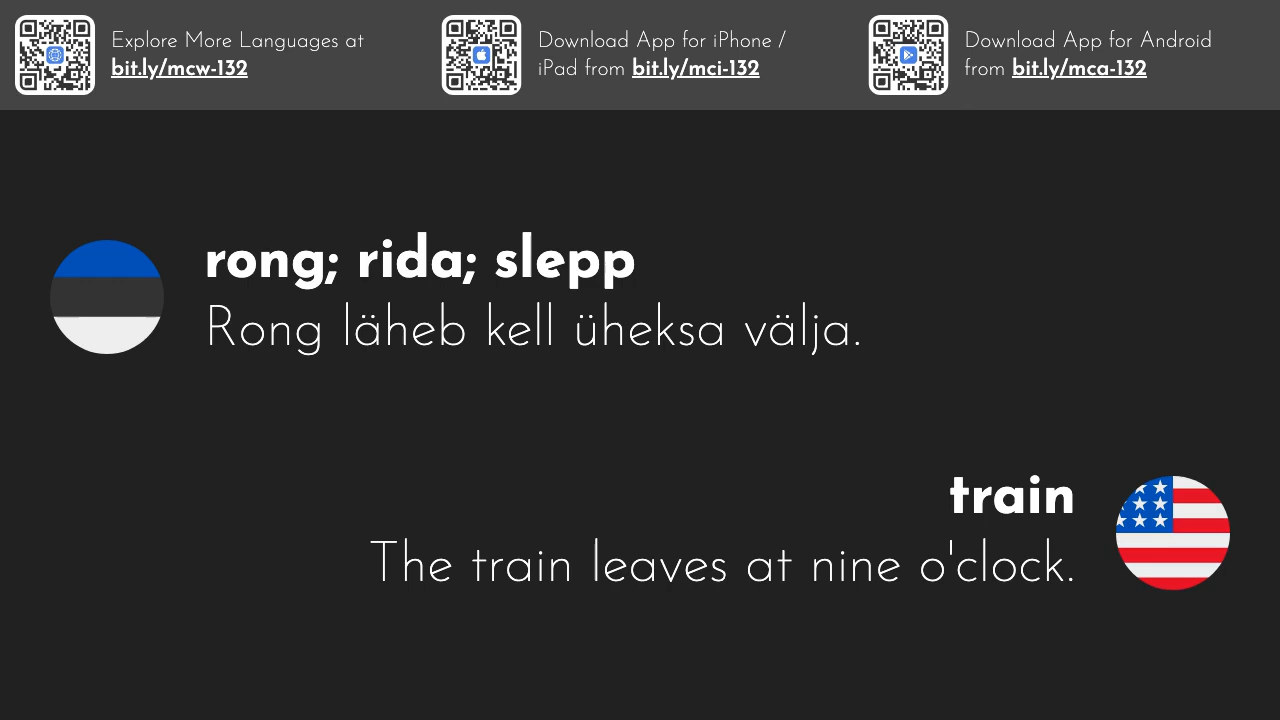 Explore More Languages at
bit.ly/mcw-132
Download App for iPhone /
iPad from bit.ly/mci-132
Download App for Android
from bit.ly/mca-132
rong; rida; slepp
Rong läheb kell üheksa välja.
train
The train leaves at nine o'clock.